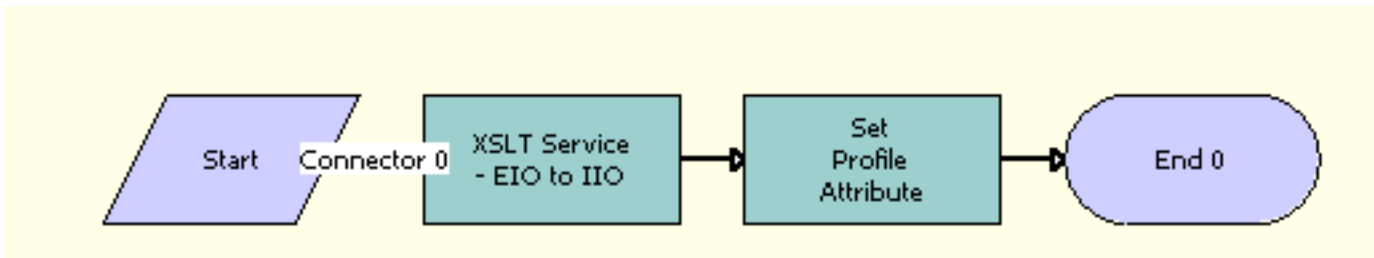 Start
Connector 0
XSLT Service
- EIO to IIO
Set
Profile
Attribute
End 0